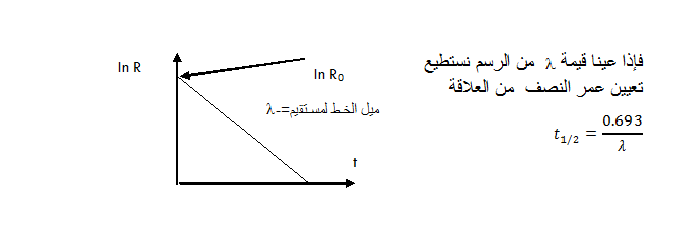 فإذا عينا قيمة λ من الرسم نستطيع
تعيين عمر النصف من العلاقة
t₁/₂ = 0.693/λ
ln R
ln R₀
ميل الخط لمستقيم=-λ
t